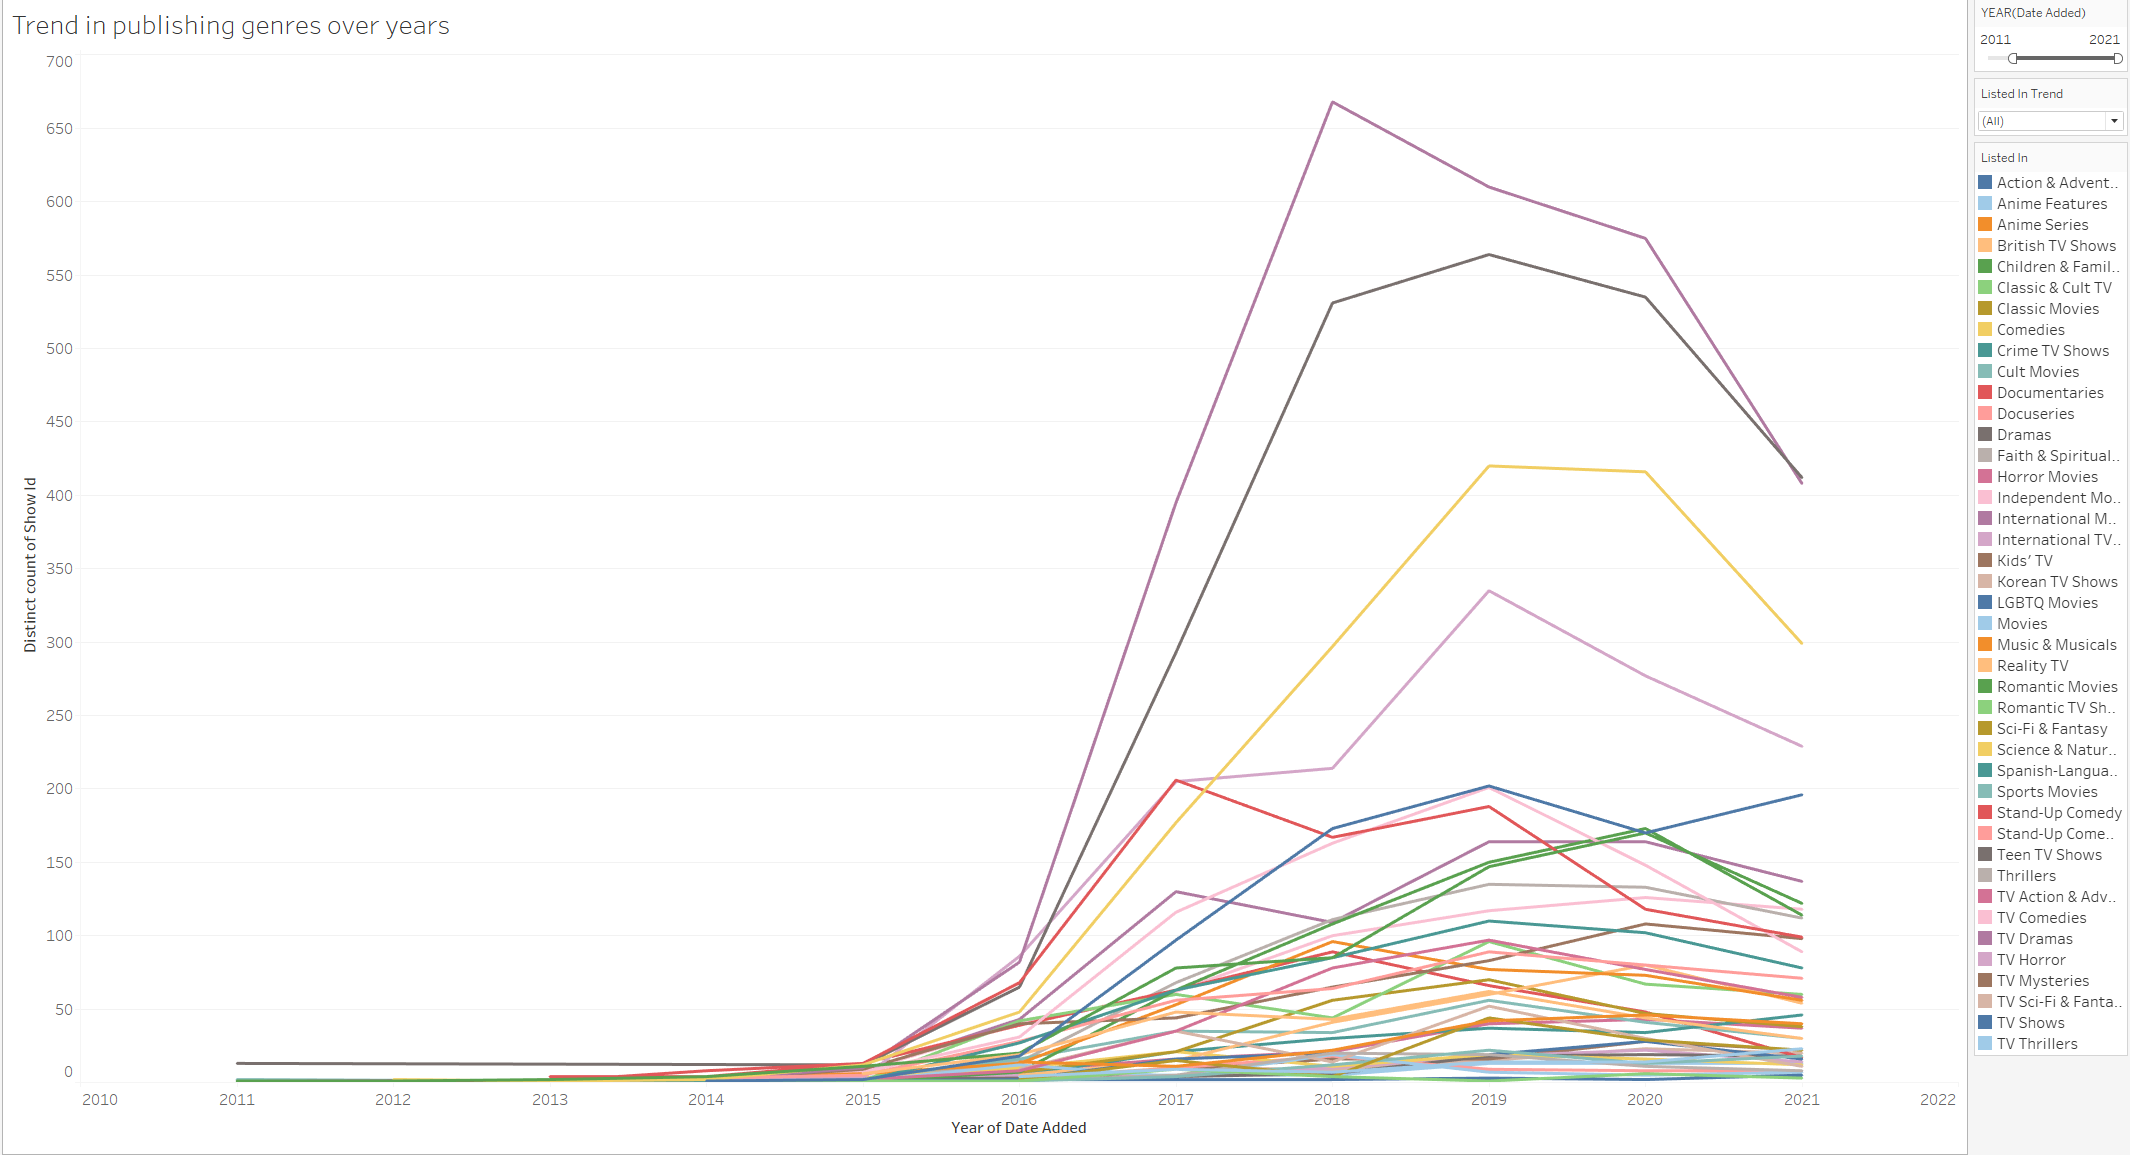 Trend in publishing genres over years
700
650
600
550
500
450
400
350
300
250
200
150
100
50
0
Distinct count of Show Id
2010 2011 2012 2013 2014 2015 2016 2017 2018 2019 2020 2021 2022
Year of Date Added
YEAR(Date Added)
2011 2021
Listed In Trend
(All)
Listed In
Action & Advent..
Anime Features
Anime Series
British TV Shows
Children & Famil..
Classic & Cult TV
Classic Movies
Comedies
Crime TV Shows
Cult Movies
Documentaries
Docuseries
Dramas
Faith & Spiritual..
Horror Movies
Independent Mo..
International M..
International TV..
Kids' TV
Korean TV Shows
LGBTQ Movies
Movies
Music & Musicals
Reality TV
Romantic Movies
Romantic TV Sh..
Sci-Fi & Fantasy
Science & Natur..
Spanish-Langua..
Sports Movies
Stand-Up Comedy
Stand-Up Come..
Teen TV Shows
Thrillers
TV Action & Adv..
TV Comedies
TV Dramas
TV Horror
TV Mysteries
TV Sci-Fi & Fanta..
TV Shows
TV Thrillers